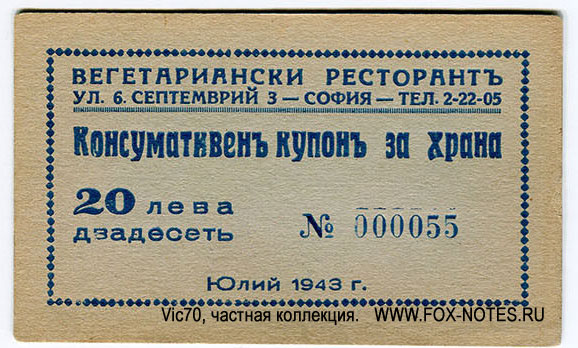 ВЕГЕТАРИАНСКИ РЕСТОРАНТЪ
УЛ. 6. СЕПТЕМВРИЙ 3 — СОФИЯ — ТЕЛ. 2-22-05
Консумативенъ купонъ за храна
20 лева
двадесеть
№ 000055
Юлий 1943 г.
Vic70, частная коллекция. WWW.FOX-NOTES.RU